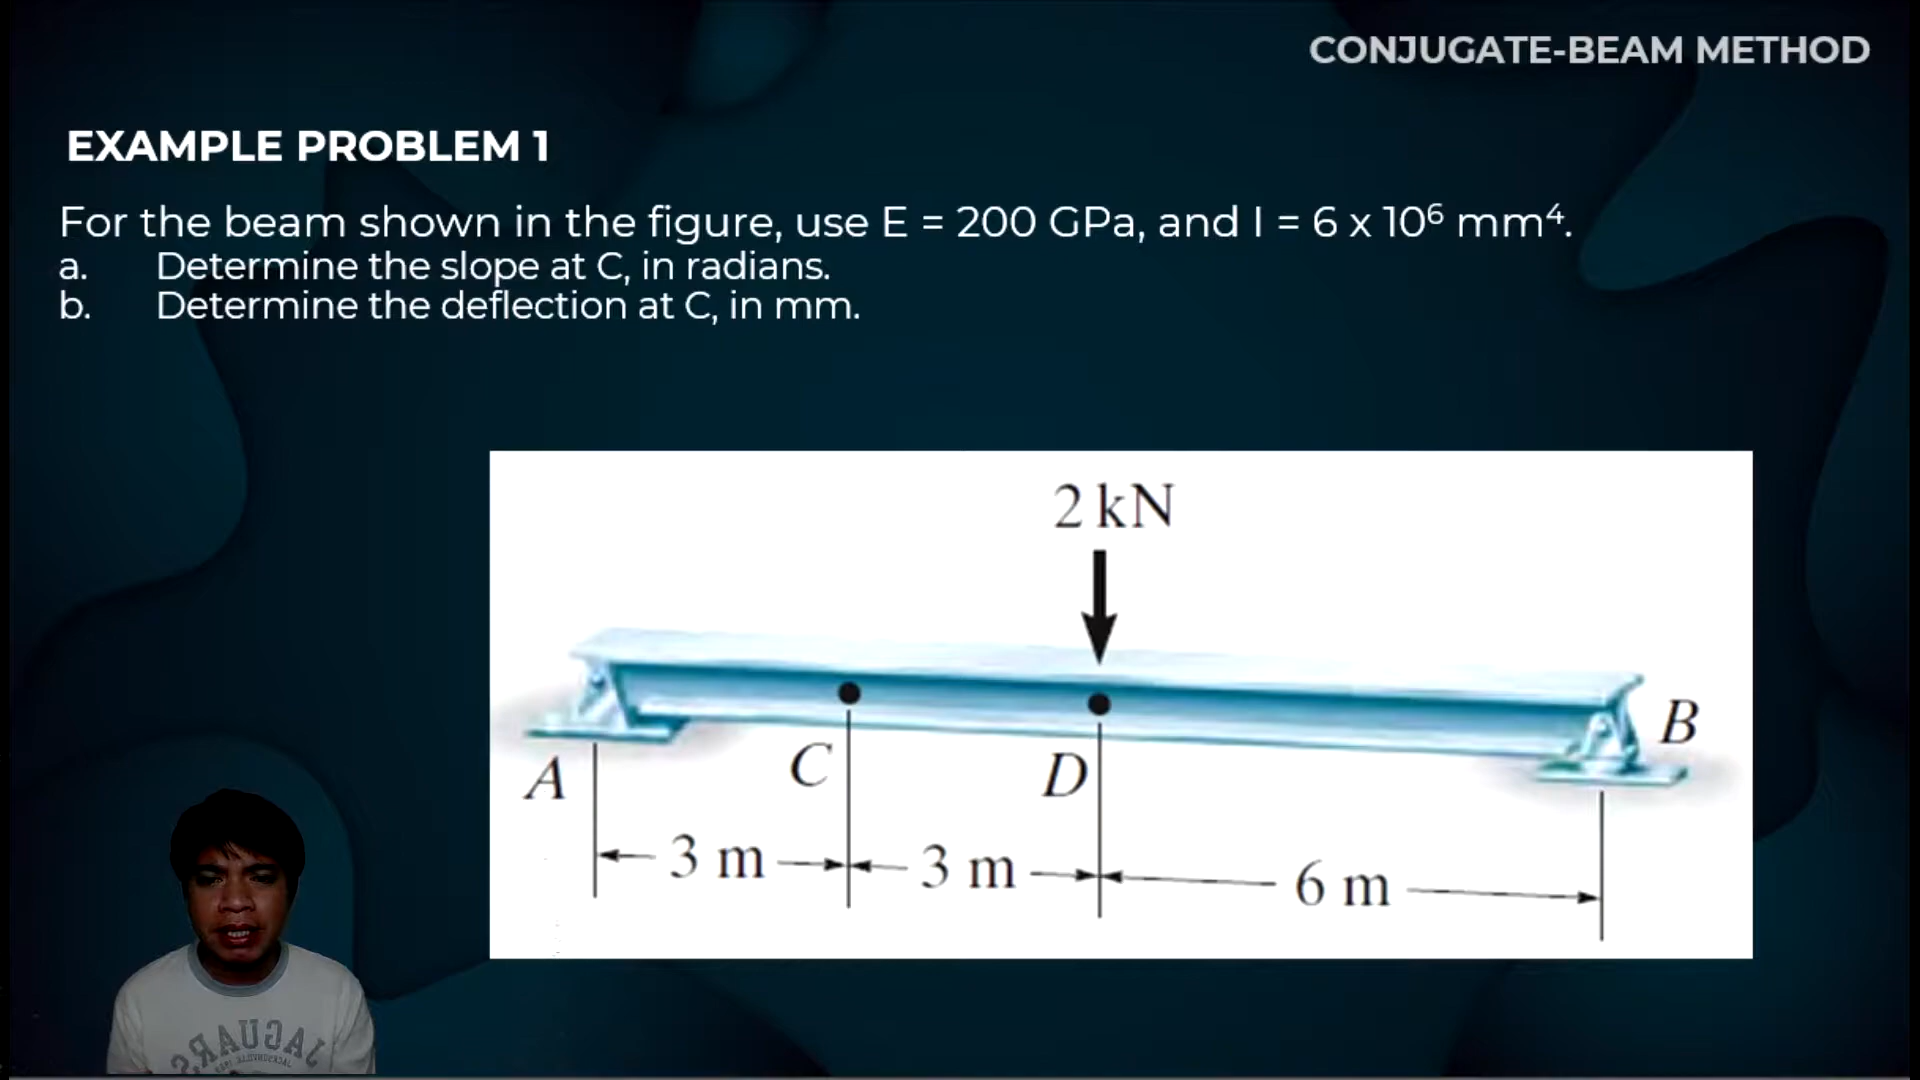 CONJUGATE-BEAM METHOD
EXAMPLE PROBLEM 1
For the beam shown in the figure, use E = 200 GPa, and I = 6 x 10⁶ mm⁴.
a. Determine the slope at C, in radians.
b. Determine the deflection at C, in mm.
2 kN
B
A
C
D
3 m
3 m
6 m
JAGUARS